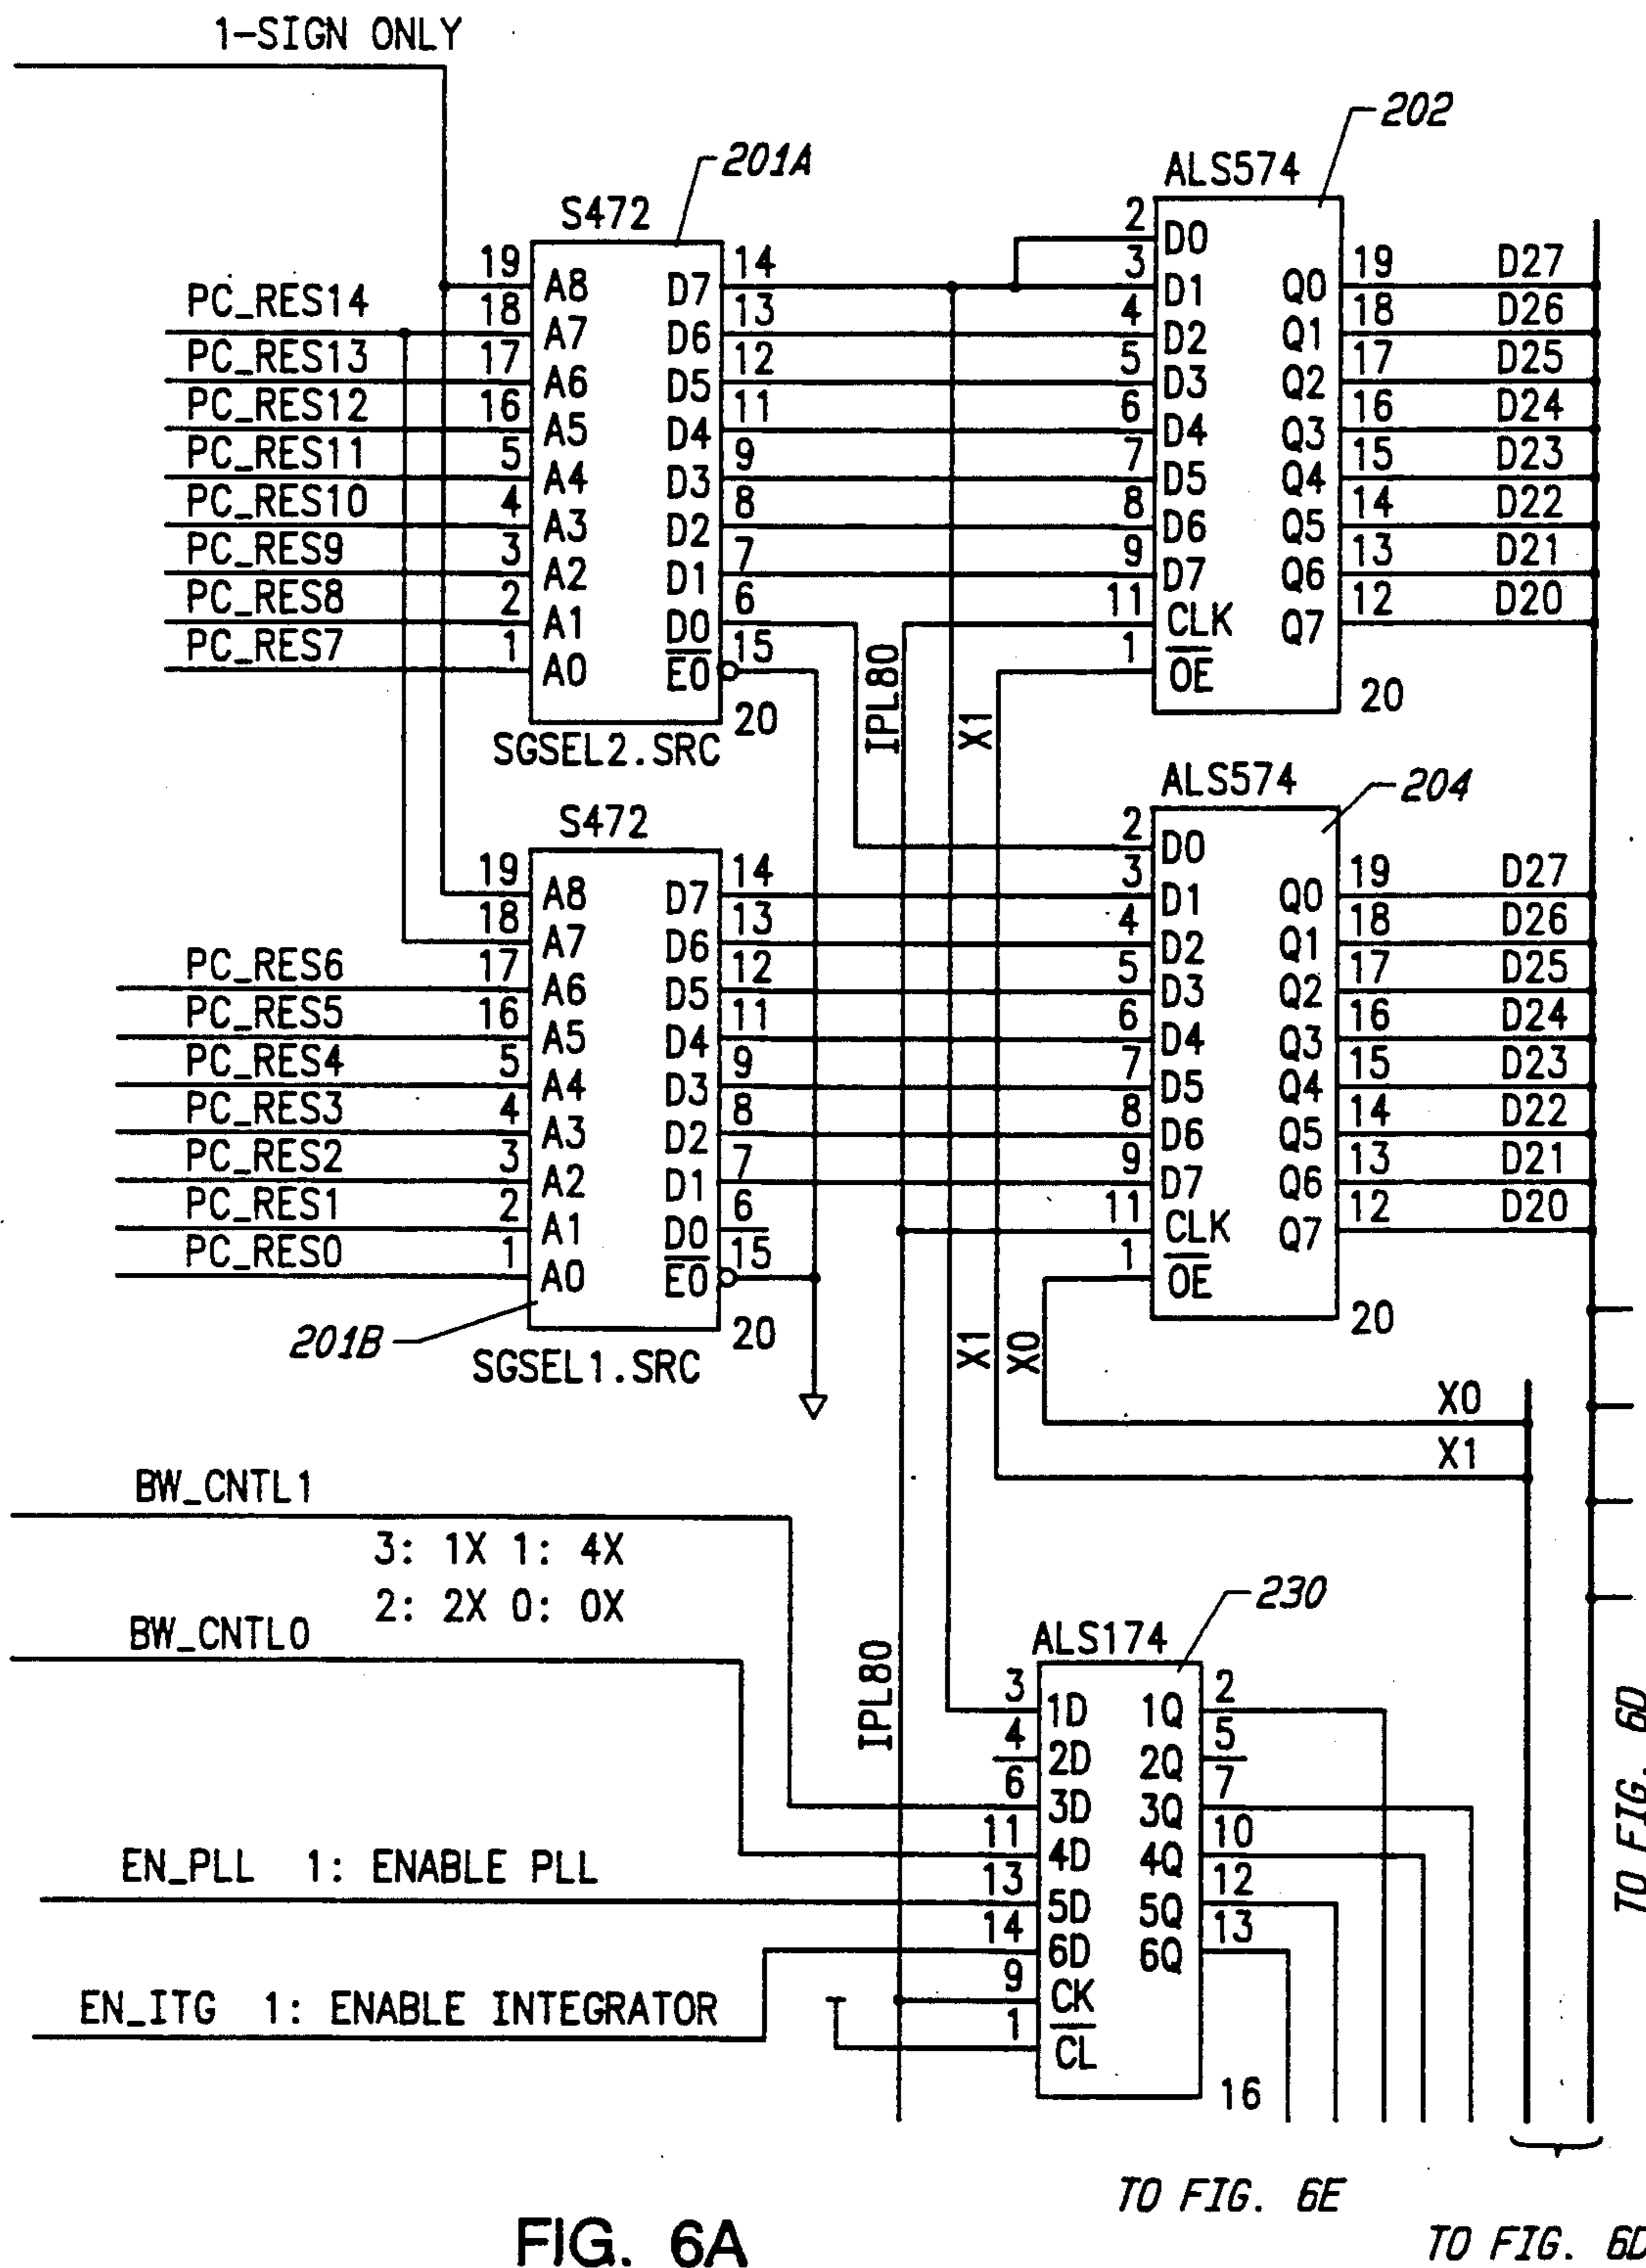 1-SIGN ONLY
202
201A
ALS574
S472
2 D0
3 D1 Q0 19 D27
4 D2 Q1 18 D26
5 D3 Q2 17 D25
6 D4 Q3 16 D24
7 D5 Q4 15 D23
8 D6 Q5 14 D22
9 D7 Q6 13 D21
11 CLK Q7 12 D20
1 OE
20
19 A8 D7 14
PC_RES14 18 A7 D6 13
PC_RES13 17 A6 D5 12
PC_RES12 16 A5 D4 11
PC_RES11 5 A4 D3 9
PC_RES10 4 A3 D2 8
PC_RES9 3 A2 D1 7
PC_RES8 2 A1 D0 6
PC_RES7 1 A0 E0 15
20
SGSEL2.SRC
IPL80
X1
ALS574
204
S472
2 D0
3 D1 Q0 19 D27
4 D2 Q1 18 D26
5 D3 Q2 17 D25
6 D4 Q3 16 D24
7 D5 Q4 15 D23
8 D6 Q5 14 D22
9 D7 Q6 13 D21
11 CLK Q7 12 D20
1 OE
20
19 A8 D7 14
18 A7 D6 13
PC_RES6 17 A6 D5 12
PC_RES5 16 A5 D4 11
PC_RES4 5 A4 D3 9
PC_RES3 4 A3 D2 8
PC_RES2 3 A2 D1 7
PC_RES1 2 A1 D0 6
PC_RES0 1 A0 E0 15
201B
20
SGSEL1.SRC
X1
X0
X0
X1
BW_CNTL1
3: 1X 1: 4X
2: 2X 0: 0X
BW_CNTL0
230
ALS174
IPL80
3 1D 1Q 2
4 2D 2Q 5
6 3D 3Q 7
11 4D 4Q 10
EN_PLL 1: ENABLE PLL
13 5D 5Q 12
14 6D 6Q 13
9 CK
EN_ITG 1: ENABLE INTEGRATOR
1 CL
16
TO FIG. 6D
TO FIG. 6E
TO FIG. 6D
FIG. 6A